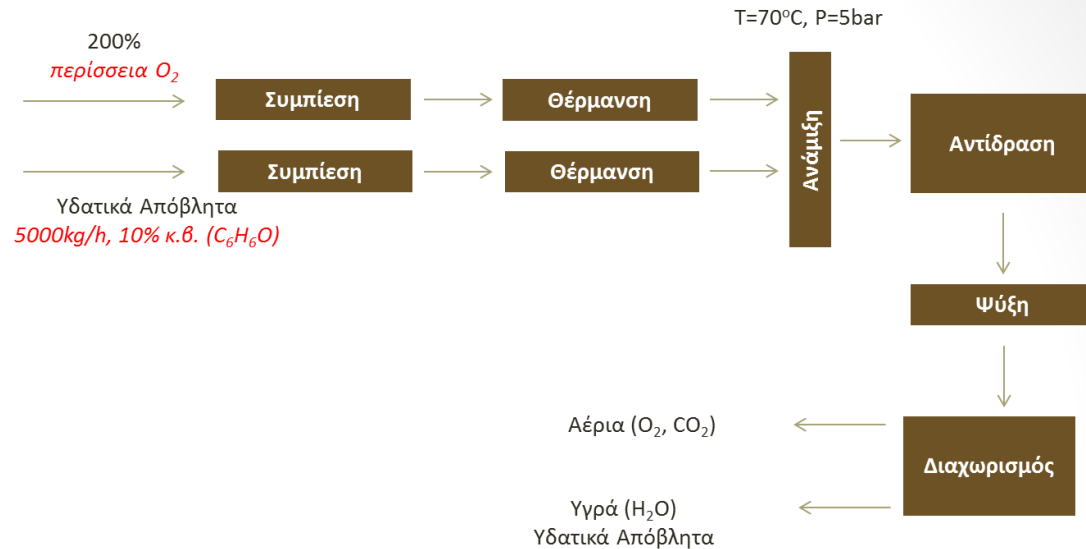 T=70°C, P=5bar
200%
περίσσεια O₂
Συμπίεση
Θέρμανση
Ανάμιξη
Αντίδραση
Συμπίεση
Θέρμανση
Υδατικά Απόβλητα
5000kg/h, 10% κ.β. (C₆H₆O)
Ψύξη
Αέρια (O₂, CO₂)
Διαχωρισμός
Υγρά (H₂O)
Υδατικά Απόβλητα